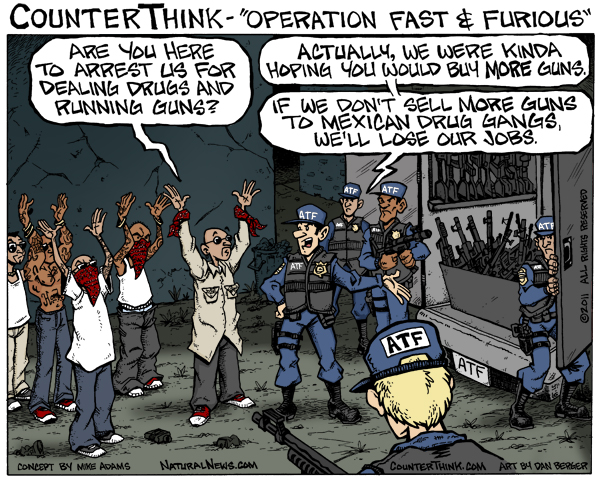 COUNTERTHINK - "OPERATION FAST & FURIOUS"
ARE YOU HERE
TO ARREST US FOR
DEALING DRUGS AND
RUNNING GUNS?
ACTUALLY, WE WERE KINDA
HOPING YOU WOULD BUY MORE GUNS.
IF WE DON'T SELL MORE GUNS
TO MEXICAN DRUG GANGS,
WE'LL LOSE OUR JOBS.
ATF
ATF
ATF
ATF
ATF
ATF
ATF
ATF
©2011 ALL RIGHTS RESERVED
CONCEPT BY MIKE ADAMS
NATURALNEWS.COM
COUNTERTHINK.COM
ART BY DAN BERGER